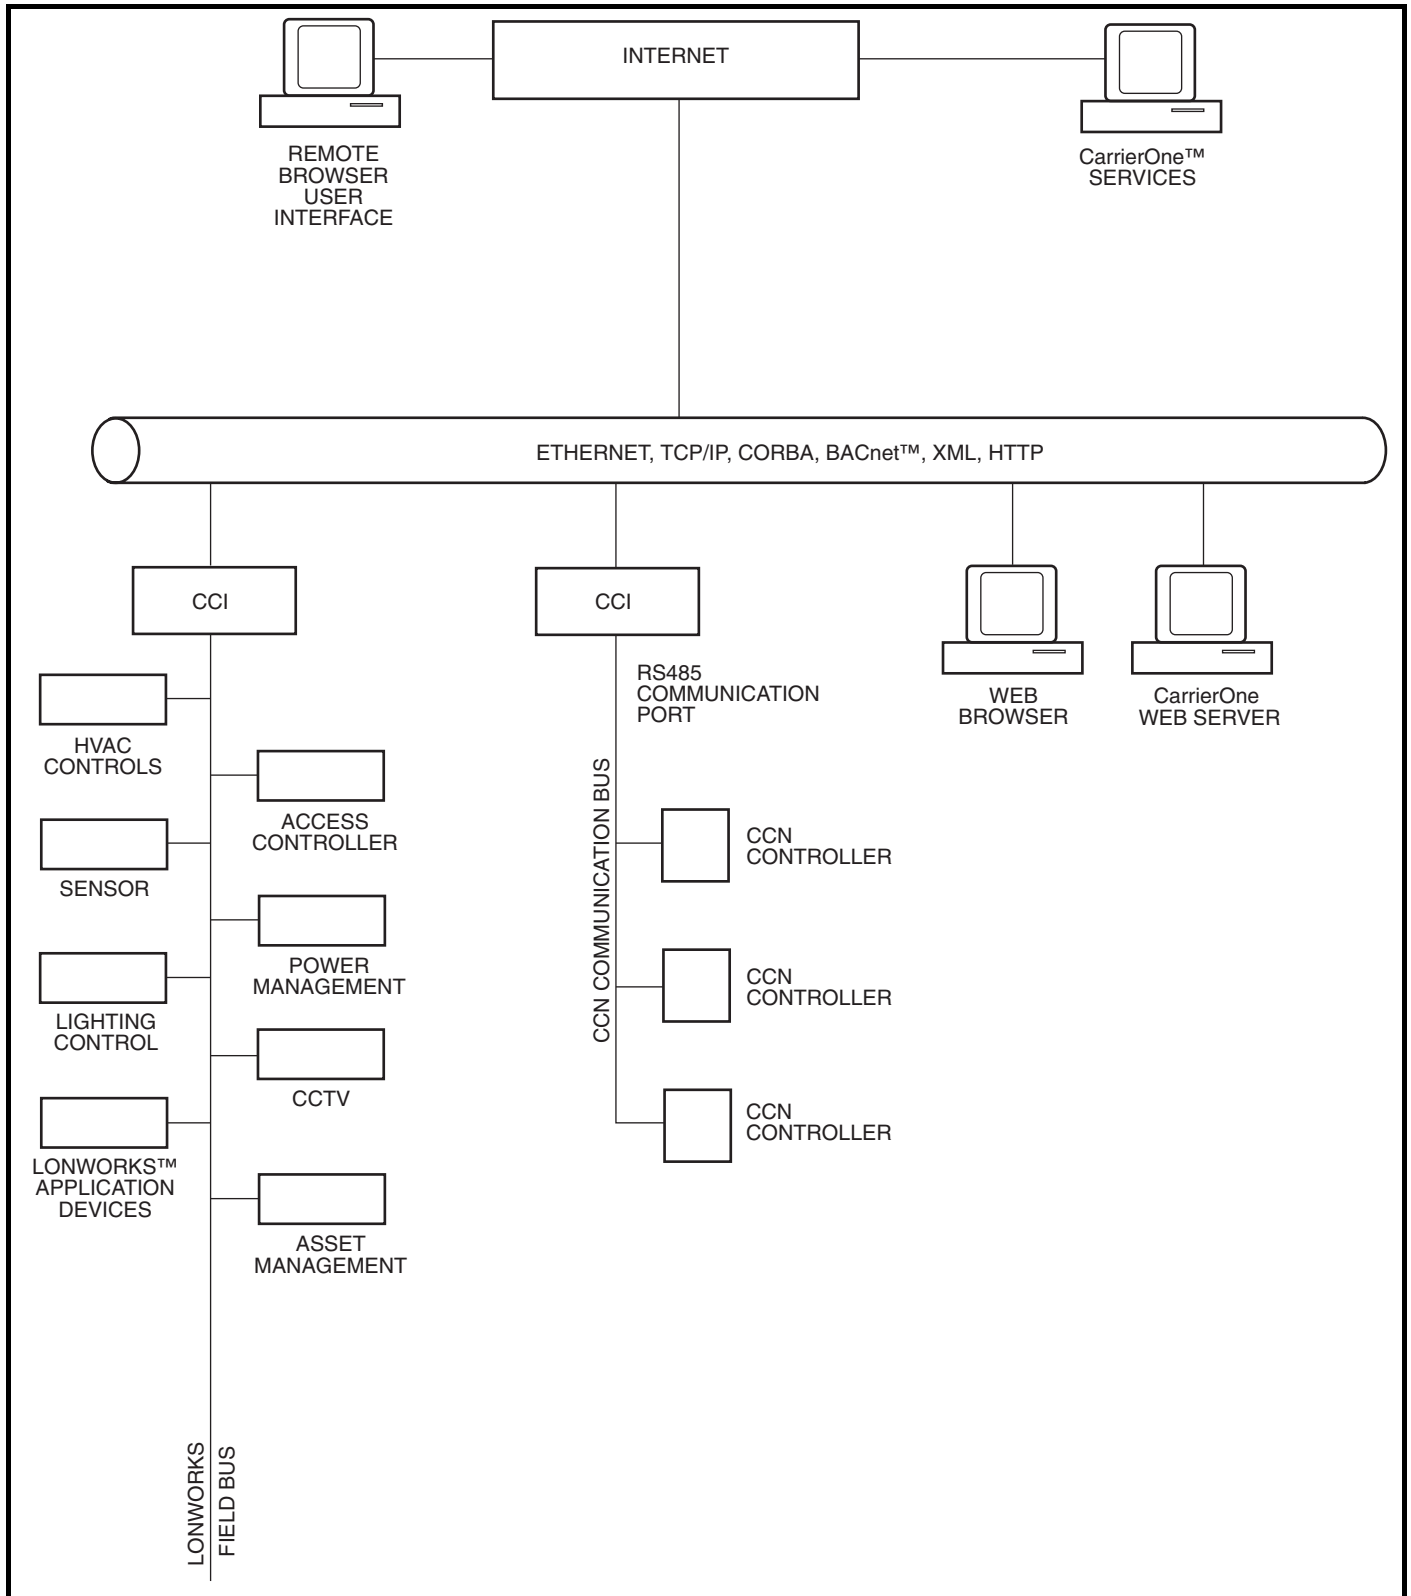 INTERNET
REMOTE
BROWSER
USER
INTERFACE
CarrierOne™
SERVICES
ETHERNET, TCP/IP, CORBA, BACnet™, XML, HTTP
CCI
HVAC
CONTROLS
ACCESS
CONTROLLER
SENSOR
POWER
MANAGEMENT
LIGHTING
CONTROL
CCTV
LONWORKS™
APPLICATION
DEVICES
ASSET
MANAGEMENT
LONWORKS
FIELD BUS
CCI
RS485
COMMUNICATION
PORT
CCN COMMUNICATION BUS
CCN
CONTROLLER
CCN
CONTROLLER
CCN
CONTROLLER
WEB
BROWSER
CarrierOne
WEB SERVER